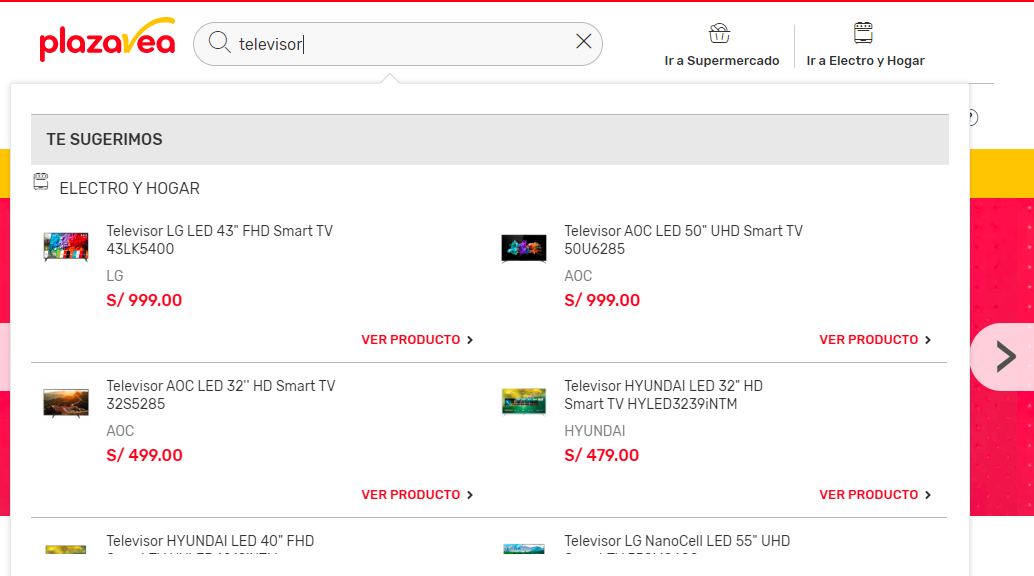 plazavea
televisor
Ir a Supermercado
Ir a Electro y Hogar
TE SUGERIMOS
ELECTRO Y HOGAR
Televisor LG LED 43" FHD Smart TV
43LK5400
LG
S/ 999.00
VER PRODUCTO
Televisor AOC LED 50" UHD Smart TV
50U6285
AOC
S/ 999.00
VER PRODUCTO
Televisor AOC LED 32'' HD Smart TV
32S5285
AOC
S/ 499.00
VER PRODUCTO
Televisor HYUNDAI LED 32" HD
Smart TV HYLED3239iNTM
HYUNDAI
S/ 479.00
VER PRODUCTO
Televisor HYUNDAI LED 40" FHD
Televisor LG NanoCell LED 55" UHD